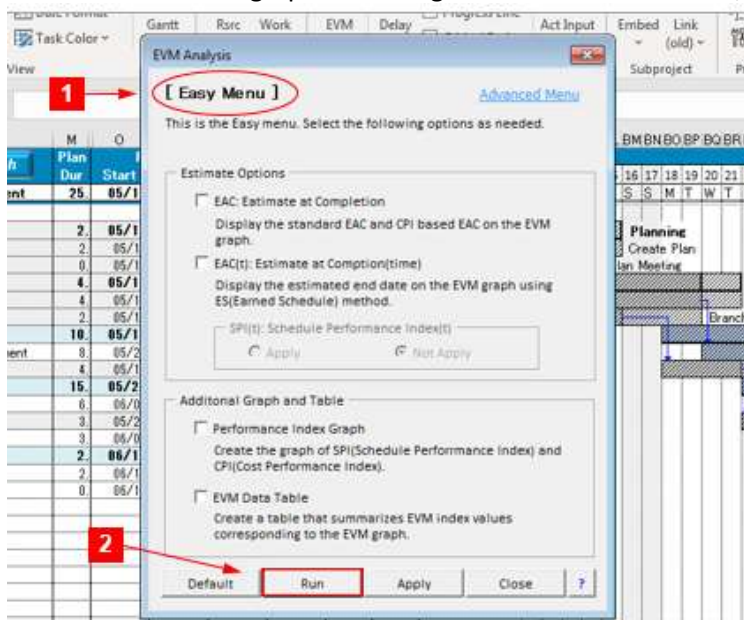 Gantt Rsrc Work EVM Delay Act Input Embed Link
Task Color
(old)
View
Subproject
EVM Analysis
1
[ Easy Menu ]
Advanced Menu
This is the Easy menu. Select the following options as needed.
M O
BM BN BO BP BQ BR
Plan
Dur Start
16 17 18 19 20 21
S S M T W T
25. 05/1
Estimate Options
EAC: Eatimate at Completion
Display the standard EAC and CPI based EAC on the EVM
graph.
EAC(t): Estimate at Comption(time)
Display the estimated end date on the EVM graph using
ES(Earned Schedule) method.
SPI(t): Schedule Performance Index(t)
Apply Not Apply
2. 05/1
2. 05/1
0. 05/1
4. 05/1
4. 05/1
2. 05/1
10. 05/1
8. 05/2
4. 05/1
15. 05/2
6. 06/0
3. 05/2
3. 06/0
2. 06/1
2. 06/1
0. 06/1
Planning
Create Plan
lan Meeting
Branch
Additonal Graph and Table
Performance Index Graph
Create the graph of SPI(Schedule Performance Index) and
CPI(Cost Performance Index).
EVM Data Table
Create a table that summarizes EVM index values
corresponding to the EVM graph.
2
Default Run Apply Close ?